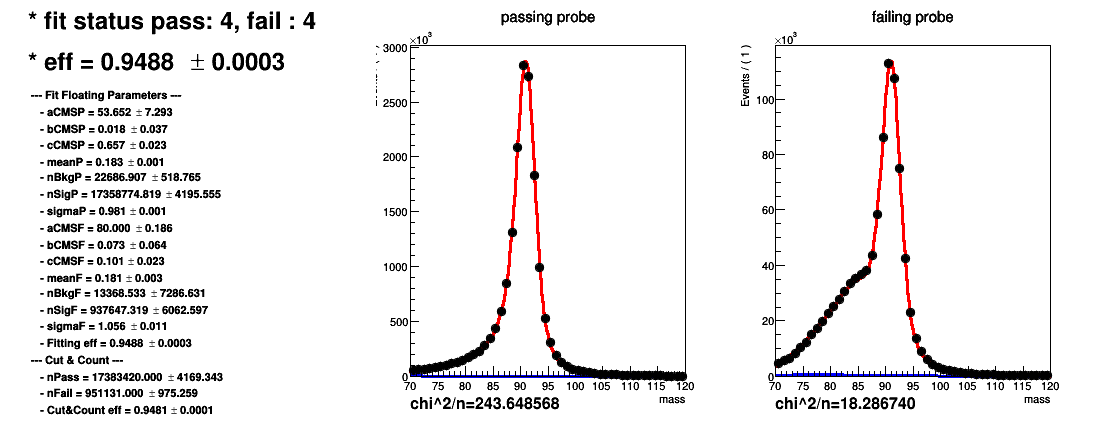 * fit status pass: 4, fail : 4
* eff = 0.9488 ± 0.0003
--- Fit Floating Parameters ---
- aCMSP = 53.652 ± 7.293
- bCMSP = 0.018 ± 0.037
- cCMSP = 0.657 ± 0.023
- meanP = 0.183 ± 0.001
- nBkgP = 22686.907 ± 518.765
- nSigP = 17358774.819 ± 4195.555
- sigmaP = 0.981 ± 0.001
- aCMSF = 80.000 ± 0.186
- bCMSF = 0.073 ± 0.064
- cCMSF = 0.101 ± 0.023
- meanF = 0.181 ± 0.003
- nBkgF = 13368.533 ± 7286.631
- nSigF = 937647.319 ± 6062.597
- sigmaF = 1.056 ± 0.011
- Fitting eff = 0.9488 ± 0.0003
--- Cut & Count ---
- nPass = 17383420.000 ± 4169.343
- nFail = 951131.000 ± 975.259
- Cut&Count eff = 0.9481 ± 0.0001
passing probe
×10³
3000
2500
2000
1500
1000
500
0
70 75 80 85 90 95 100 105 110 115 120
mass
chi^2/n=243.648568
failing probe
×10³
Events / ( 1 )
100
80
60
40
20
0
70 75 80 85 90 95 100 105 110 115 120
mass
chi^2/n=18.286740